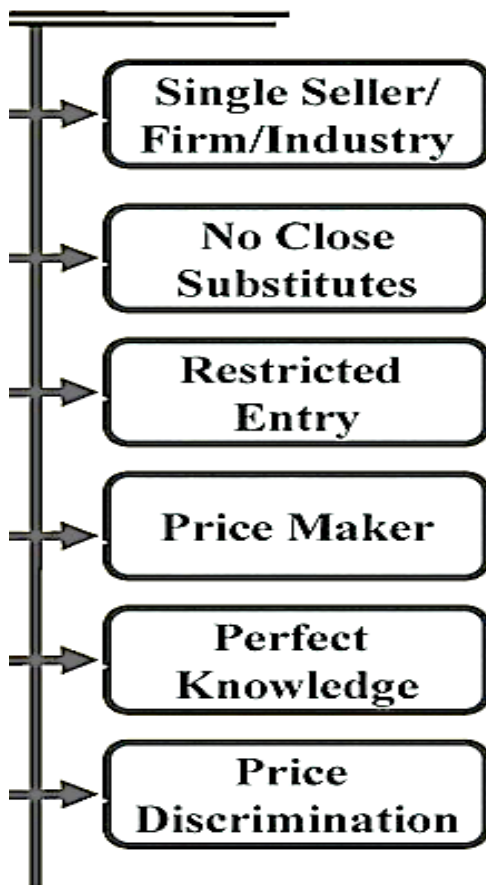 Single Seller/
Firm/Industry
No Close
Substitutes
Restricted
Entry
Price Maker
Perfect
Knowledge
Price
Discrimination